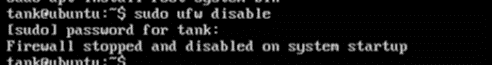 tank@ubuntu:~$ sudo ufw disable
[sudo] password for tank:
Firewall stopped and disabled on system startup
tank@ubuntu:~$